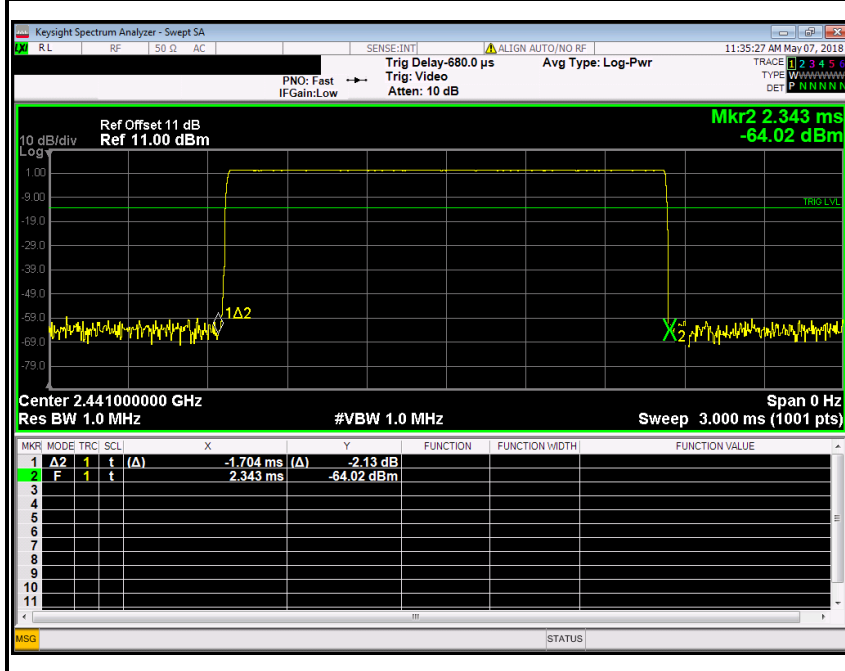 Keysight Spectrum Analyzer - Swept SA
LXI RL RF 50 Ω AC SENSE:INT ALIGN AUTO/NO RF 11:35:27 AM May 07, 2018
Trig Delay-680.0 µs Avg Type: Log-Pwr TRACE 1 2 3 4 5 6
PNO: Fast Trig: Video TYPE WWWWWW
IFGain:Low Atten: 10 dB DET P N N N N N
Mkr2 2.343 ms
-64.02 dBm
Ref Offset 11 dB
10 dB/div Ref 11.00 dBm
Log
1.00
-9.00
TRIG LVL
-19.0
-29.0
-39.0
-49.0
-59.0
1Δ2
-69.0
2
-79.0
Center 2.441000000 GHz Span 0 Hz
Res BW 1.0 MHz #VBW 1.0 MHz Sweep 3.000 ms (1001 pts)
MKR MODE TRC SCL X Y FUNCTION FUNCTION WIDTH FUNCTION VALUE
1 Δ2 1 t (Δ) -1.704 ms (Δ) -2.13 dB
2 F 1 t 2.343 ms -64.02 dBm
3
4
5
6
7
8
9
10
11
MSG STATUS